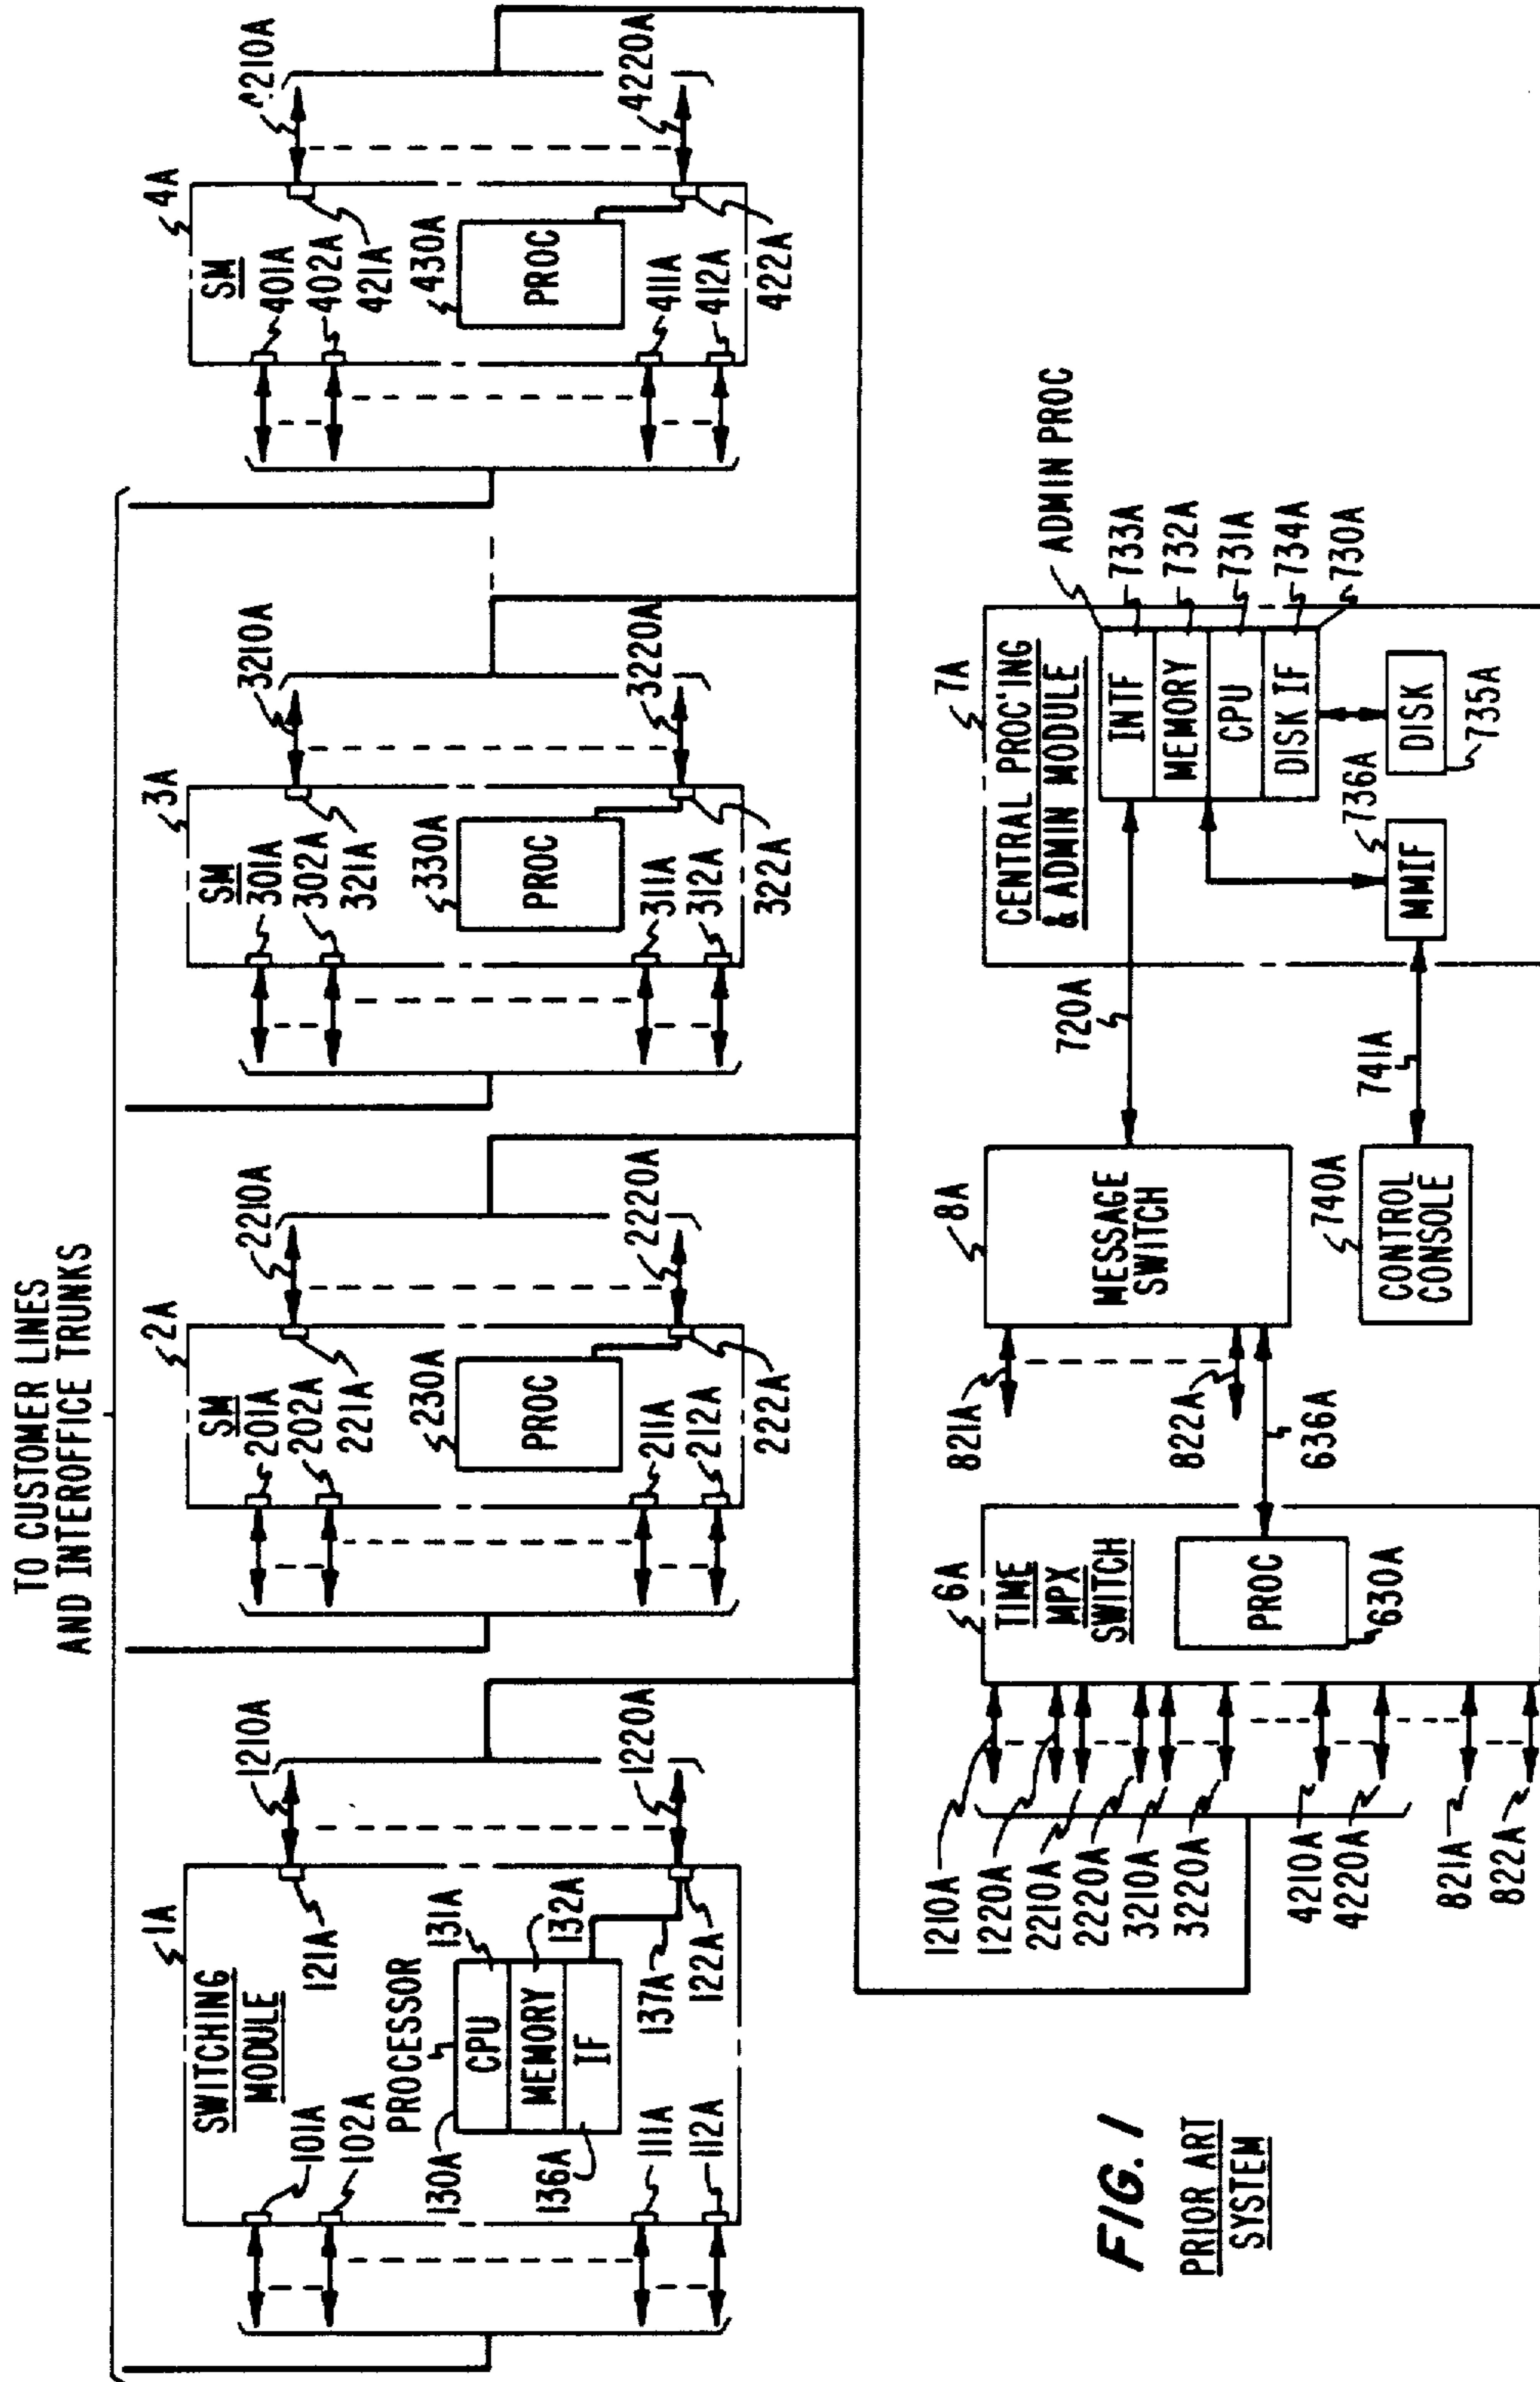 TO CUSTOMER LINES
AND INTEROFFICE TRUNKS
1A
SWITCHING
MODULE
101A
102A
121A
1210A
PROCESSOR
130A
131A
CPU
MEMORY
IF
132A
136A
137A
111A
112A
122A
1220A
2A
SM
201A
202A
221A
2210A
230A
PROC
211A
212A
222A
2220A
3A
SM
301A
302A
321A
3210A
330A
PROC
311A
312A
322A
3220A
4A
SM
401A
402A
421A
4210A
430A
PROC
411A
412A
422A
4220A
6A
TIME
MPX
SWITCH
PROC
630A
1210A
1220A
2210A
2220A
3210A
3220A
4210A
4220A
821A
822A
8A
MESSAGE
SWITCH
821A
822A
636A
720A
740A
CONTROL
CONSOLE
741A
7A
CENTRAL PROC'ING
& ADMIN MODULE
ADMIN PROC
INTF
MEMORY
CPU
DISK IF
733A
732A
731A
734A
730A
736A
MMIF
DISK
735A
FIG. 1
PRIOR ART
SYSTEM